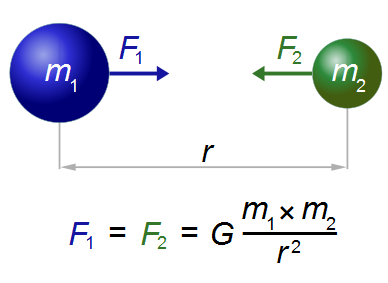 F₁ F₂
m₁ m₂
r
F₁ = F₂ = G (m₁ × m₂) / r²